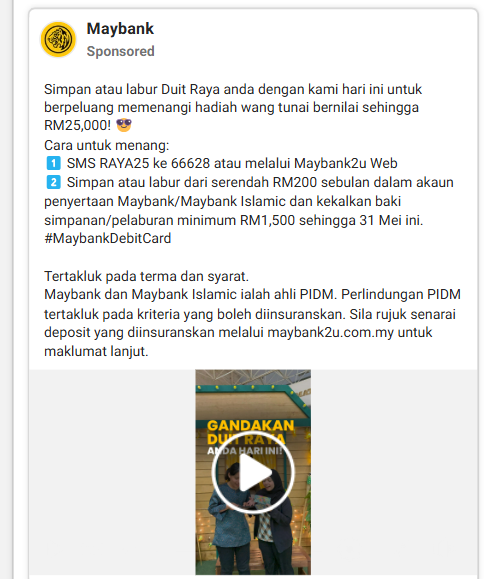 Maybank
Sponsored
Simpan atau labur Duit Raya anda dengan kami hari ini untuk
berpeluang memenangi hadiah wang tunai bernilai sehingga
RM25,000! 😎
Cara untuk menang:
1️⃣ SMS RAYA25 ke 66628 atau melalui Maybank2u Web
2️⃣ Simpan atau labur dari serendah RM200 sebulan dalam akaun
penyertaan Maybank/Maybank Islamic dan kekalkan baki
simpanan/pelaburan minimum RM1,500 sehingga 31 Mei ini.
#MaybankDebitCard
Tertakluk pada terma dan syarat.
Maybank dan Maybank Islamic ialah ahli PIDM. Perlindungan PIDM
tertakluk pada kriteria yang boleh diinsuranskan. Sila rujuk senarai
deposit yang diinsuranskan melalui maybank2u.com.my untuk
maklumat lanjut.
GANDAKAN
DUIT RAYA
ANDA HARI INI!